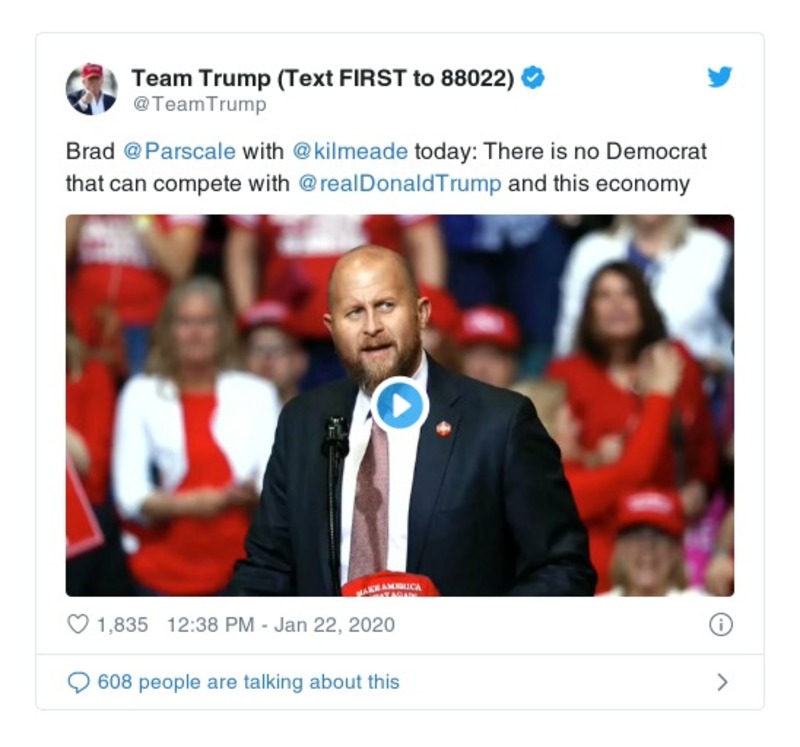 Team Trump (Text FIRST to 88022)
@TeamTrump
Brad @Parscale with @kilmeade today: There is no Democrat
that can compete with @realDonaldTrump and this economy
MAKE AMERICA
AGAIN
1,835 12:38 PM - Jan 22, 2020
608 people are talking about this